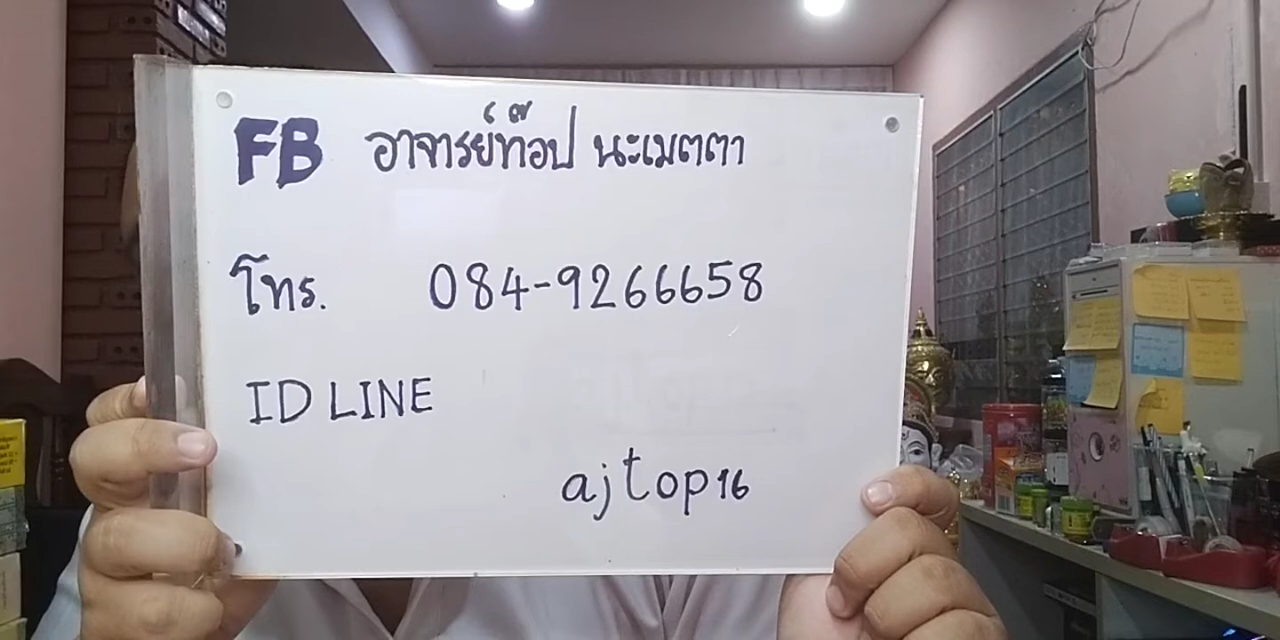 FB อาจารย์ท๊อป นะเมตตา
โทร. 084-9266658
ID LINE
ajtop16